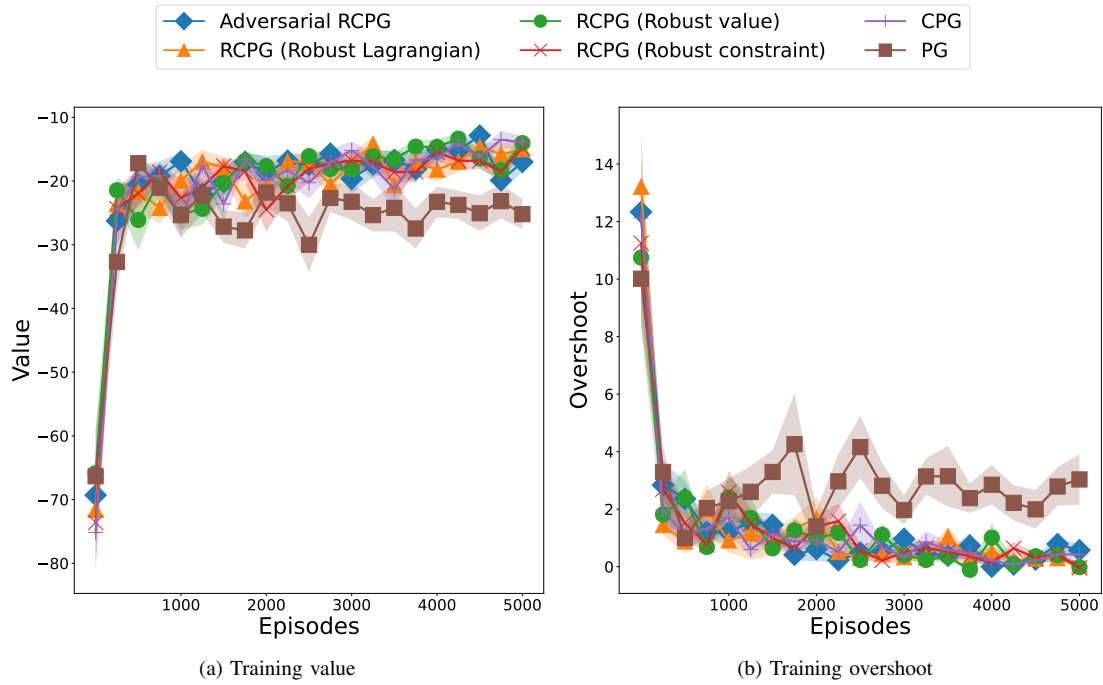 Adversarial RCPG
RCPG (Robust Lagrangian)
RCPG (Robust value)
RCPG (Robust constraint)
CPG
PG
−10
−20
−30
−40
−50
−60
−70
−80
Value
1000 2000 3000 4000 5000
Episodes
(a) Training value
14
12
10
8
6
4
2
0
Overshoot
1000 2000 3000 4000 5000
Episodes
(b) Training overshoot